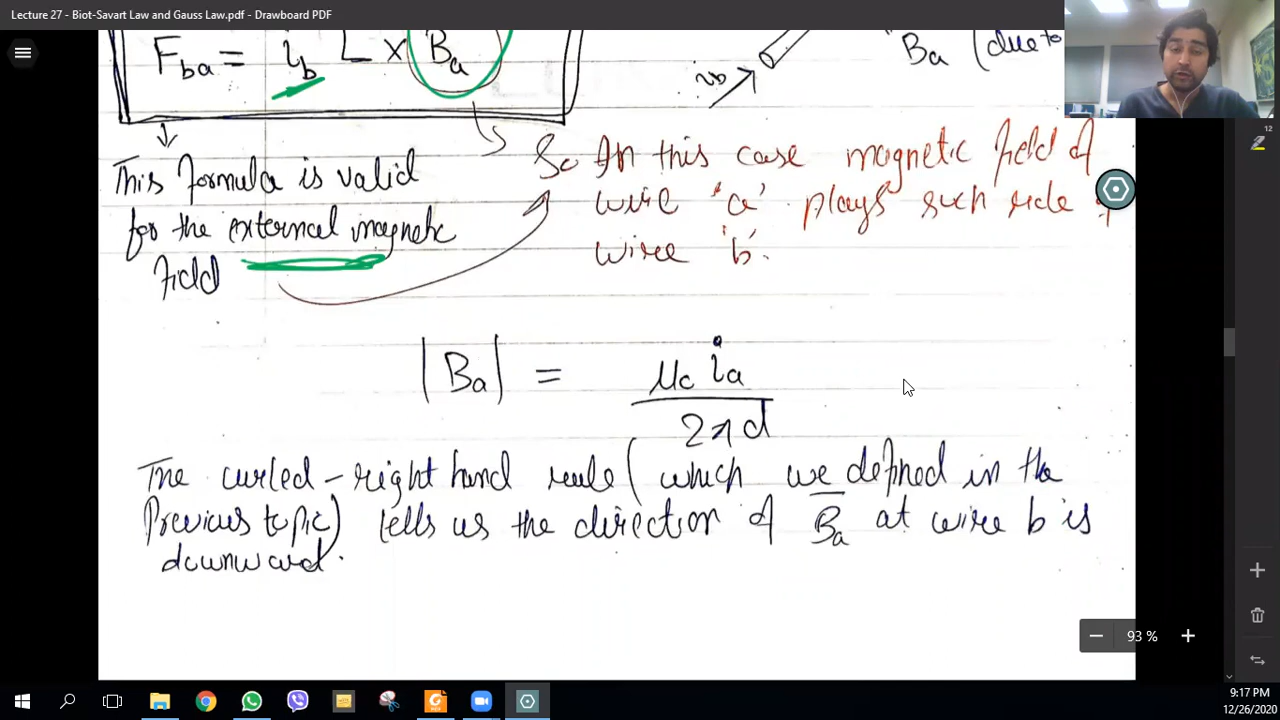 Lecture 27 - Biot-Savart Law and Gauss Law.pdf - Drawboard PDF
F_ba = i_b L × B_a
i_b
B_a (due to
This formula is valid
for the external magnetic
field
So In this case magnetic field of
wire 'a' plays such role
wire 'b'.
|B_a| = μ₀ i_a / 2πd
The curled-right hand rule (which we defined in the
Previous topic) tells us the direction of B_a at wire b is
downward.
93 %
12
9:17 PM
12/26/2020